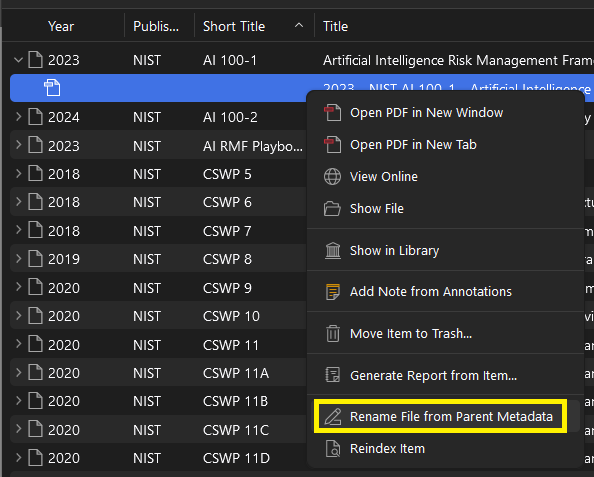 Year Publis... Short Title Title
2023 NIST AI 100-1 Artificial Intelligence Risk Management Fram
2023 - NIST AI 100-1 - Artificial Intelligence
2024 NIST AI 100-2
2023 NIST AI RMF Playbo...
2018 NIST CSWP 5
2018 NIST CSWP 6
2018 NIST CSWP 7
2019 NIST CSWP 8
2020 NIST CSWP 9
2020 NIST CSWP 10
2020 NIST CSWP 11
2020 NIST CSWP 11A
2020 NIST CSWP 11B
2020 NIST CSWP 11C
2020 NIST CSWP 11D
Open PDF in New Window
Open PDF in New Tab
View Online
Show File
Show in Library
Add Note from Annotations
Move Item to Trash...
Generate Report from Item...
Rename File from Parent Metadata
Reindex Item